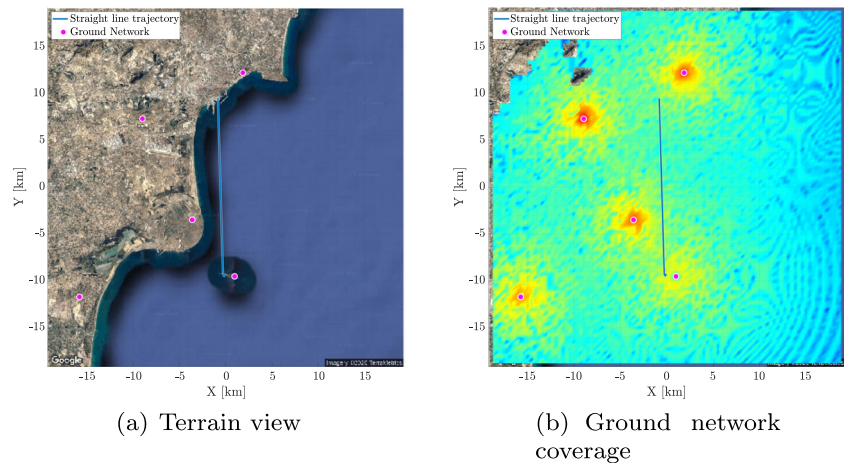 Straight line trajectory
Ground Network
15
10
5
0
-5
-10
-15
Y [km]
-15
-10
-5
0
5
10
15
X [km]
Google
Imagery ©2020 TerraMetrics
(a) Terrain view
Straight line trajectory
Ground Network
15
10
5
0
-5
-10
-15
Y [km]
-15
-10
-5
0
5
10
15
X [km]
(b) Ground network
coverage